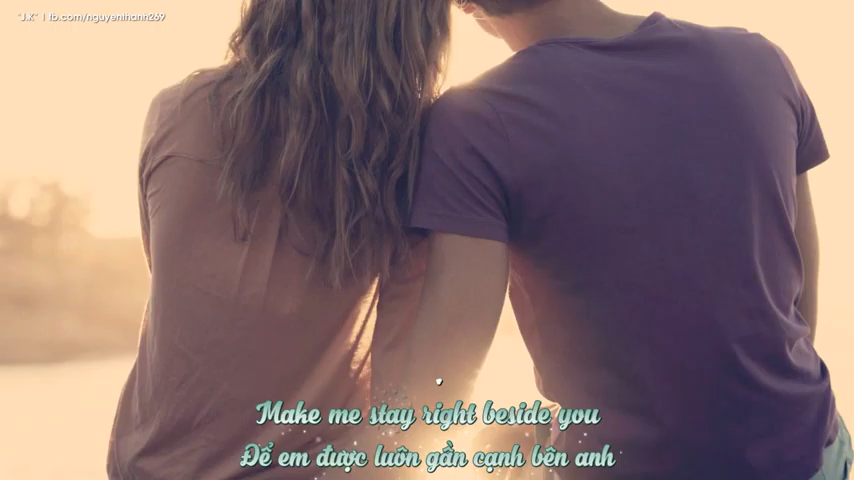 "J.K" | fb.com/nguyenthanh269
Make me stay right beside you
Để em được luôn gần cạnh bên anh